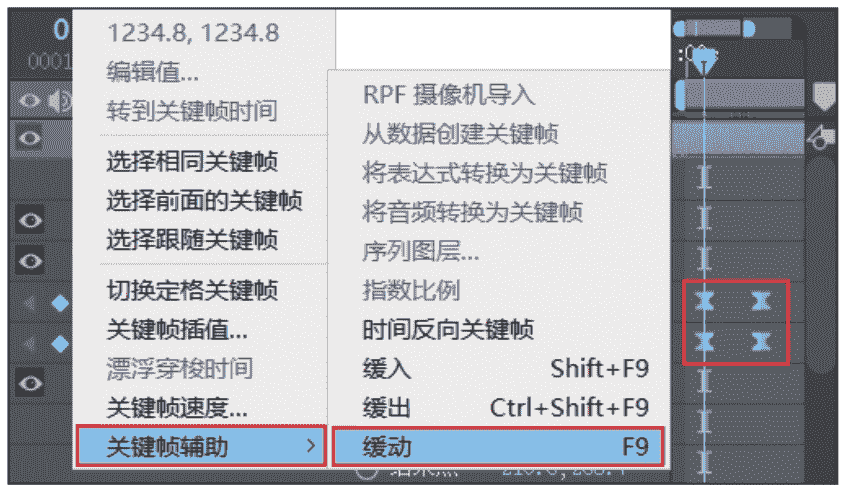 0
1234.8, 1234.8
0001
编辑值...
转到关键帧时间
选择相同关键帧
选择前面的关键帧
选择跟随关键帧
切换定格关键帧
关键帧插值...
漂浮穿梭时间
关键帧速度...
关键帧辅助
RPF 摄像机导入
从数据创建关键帧
将表达式转换为关键帧
将音频转换为关键帧
序列图层...
指数比例
时间反向关键帧
缓入 Shift+F9
缓出 Ctrl+Shift+F9
缓动 F9